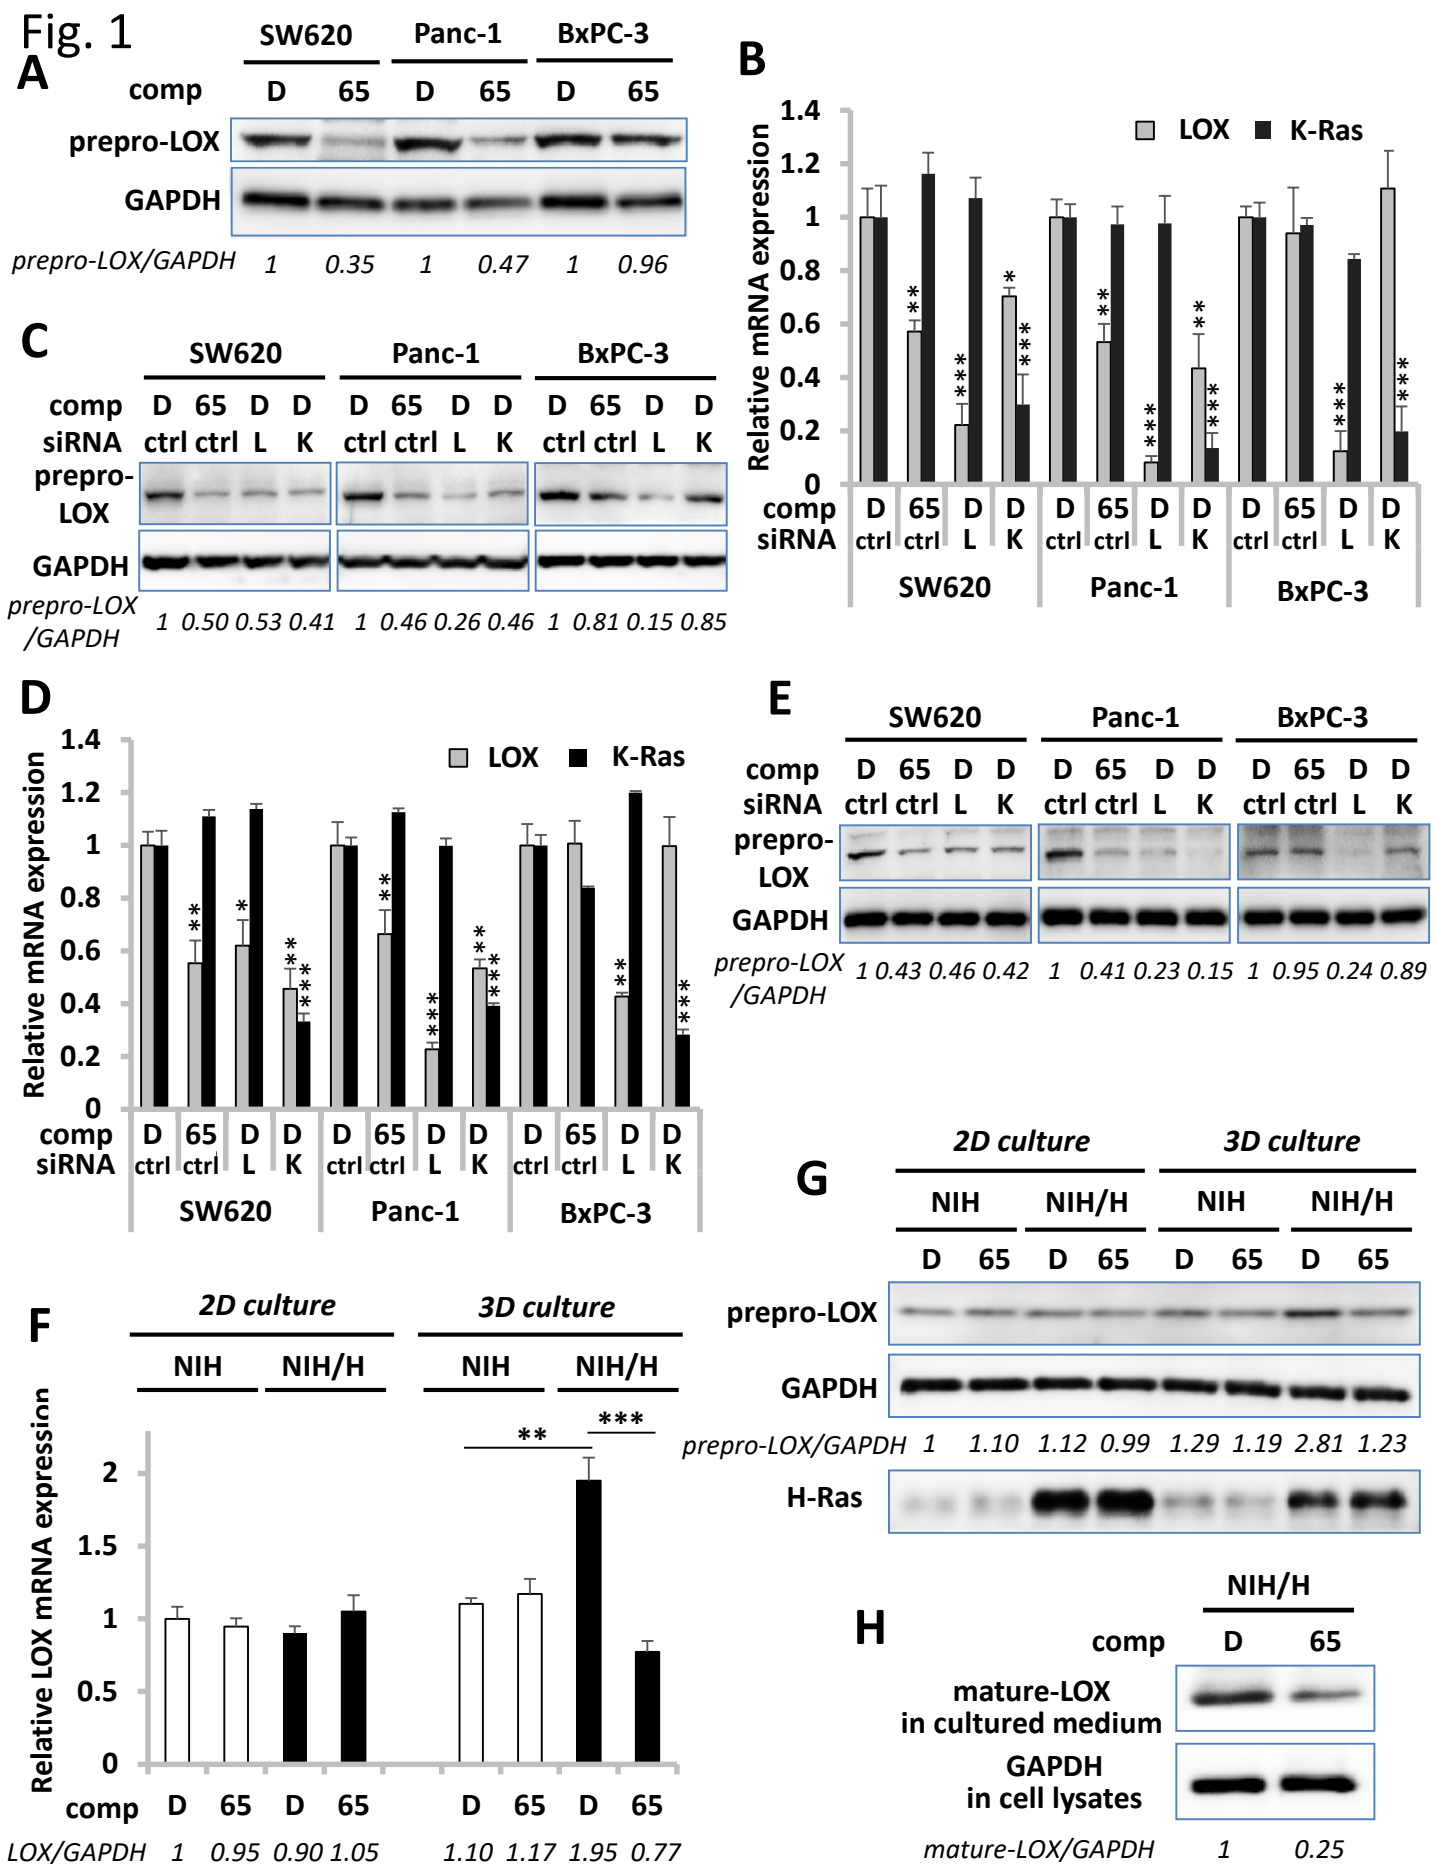 Fig. 1
A
SW620 Panc-1 BxPC-3
comp D 65 D 65 D 65
prepro-LOX
GAPDH
prepro-LOX/GAPDH 1 0.35 1 0.47 1 0.96
B
Relative mRNA expression
LOX K-Ras
1.4
1.2
1
0.8
0.6
0.4
0.2
0
** *** * *** ** *** ** *** *** ***
comp D 65 D D D 65 D D D 65 D D
siRNA ctrl ctrl L K ctrl ctrl L K ctrl ctrl L K
SW620 Panc-1 BxPC-3
C
SW620 Panc-1 BxPC-3
comp D 65 D D D 65 D D D 65 D D
siRNA ctrl ctrl L K ctrl ctrl L K ctrl ctrl L K
prepro-
LOX
GAPDH
prepro-LOX
/GAPDH 1 0.50 0.53 0.41 1 0.46 0.26 0.46 1 0.81 0.15 0.85
D
Relative mRNA expression
LOX K-Ras
1.4
1.2
1
0.8
0.6
0.4
0.2
0
** * ** *** ** *** ** *** ** ***
comp D 65 D D D 65 D D D 65 D D
siRNA ctrl ctrl L K ctrl ctrl L K ctrl ctrl L K
SW620 Panc-1 BxPC-3
E
SW620 Panc-1 BxPC-3
comp D 65 D D D 65 D D D 65 D D
siRNA ctrl ctrl L K ctrl ctrl L K ctrl ctrl L K
prepro-
LOX
GAPDH
prepro-LOX
/GAPDH 1 0.43 0.46 0.42 1 0.41 0.23 0.15 1 0.95 0.24 0.89
F
2D culture 3D culture
NIH NIH/H NIH NIH/H
Relative LOX mRNA expression
** ***
2
1.5
1
0.5
0
comp D 65 D 65 D 65 D 65
LOX/GAPDH 1 0.95 0.90 1.05 1.10 1.17 1.95 0.77
G
2D culture 3D culture
NIH NIH/H NIH NIH/H
D 65 D 65 D 65 D 65
prepro-LOX
GAPDH
prepro-LOX/GAPDH 1 1.10 1.12 0.99 1.29 1.19 2.81 1.23
H-Ras
H
NIH/H
comp D 65
mature-LOX
in cultured medium
GAPDH
in cell lysates
mature-LOX/GAPDH 1 0.25